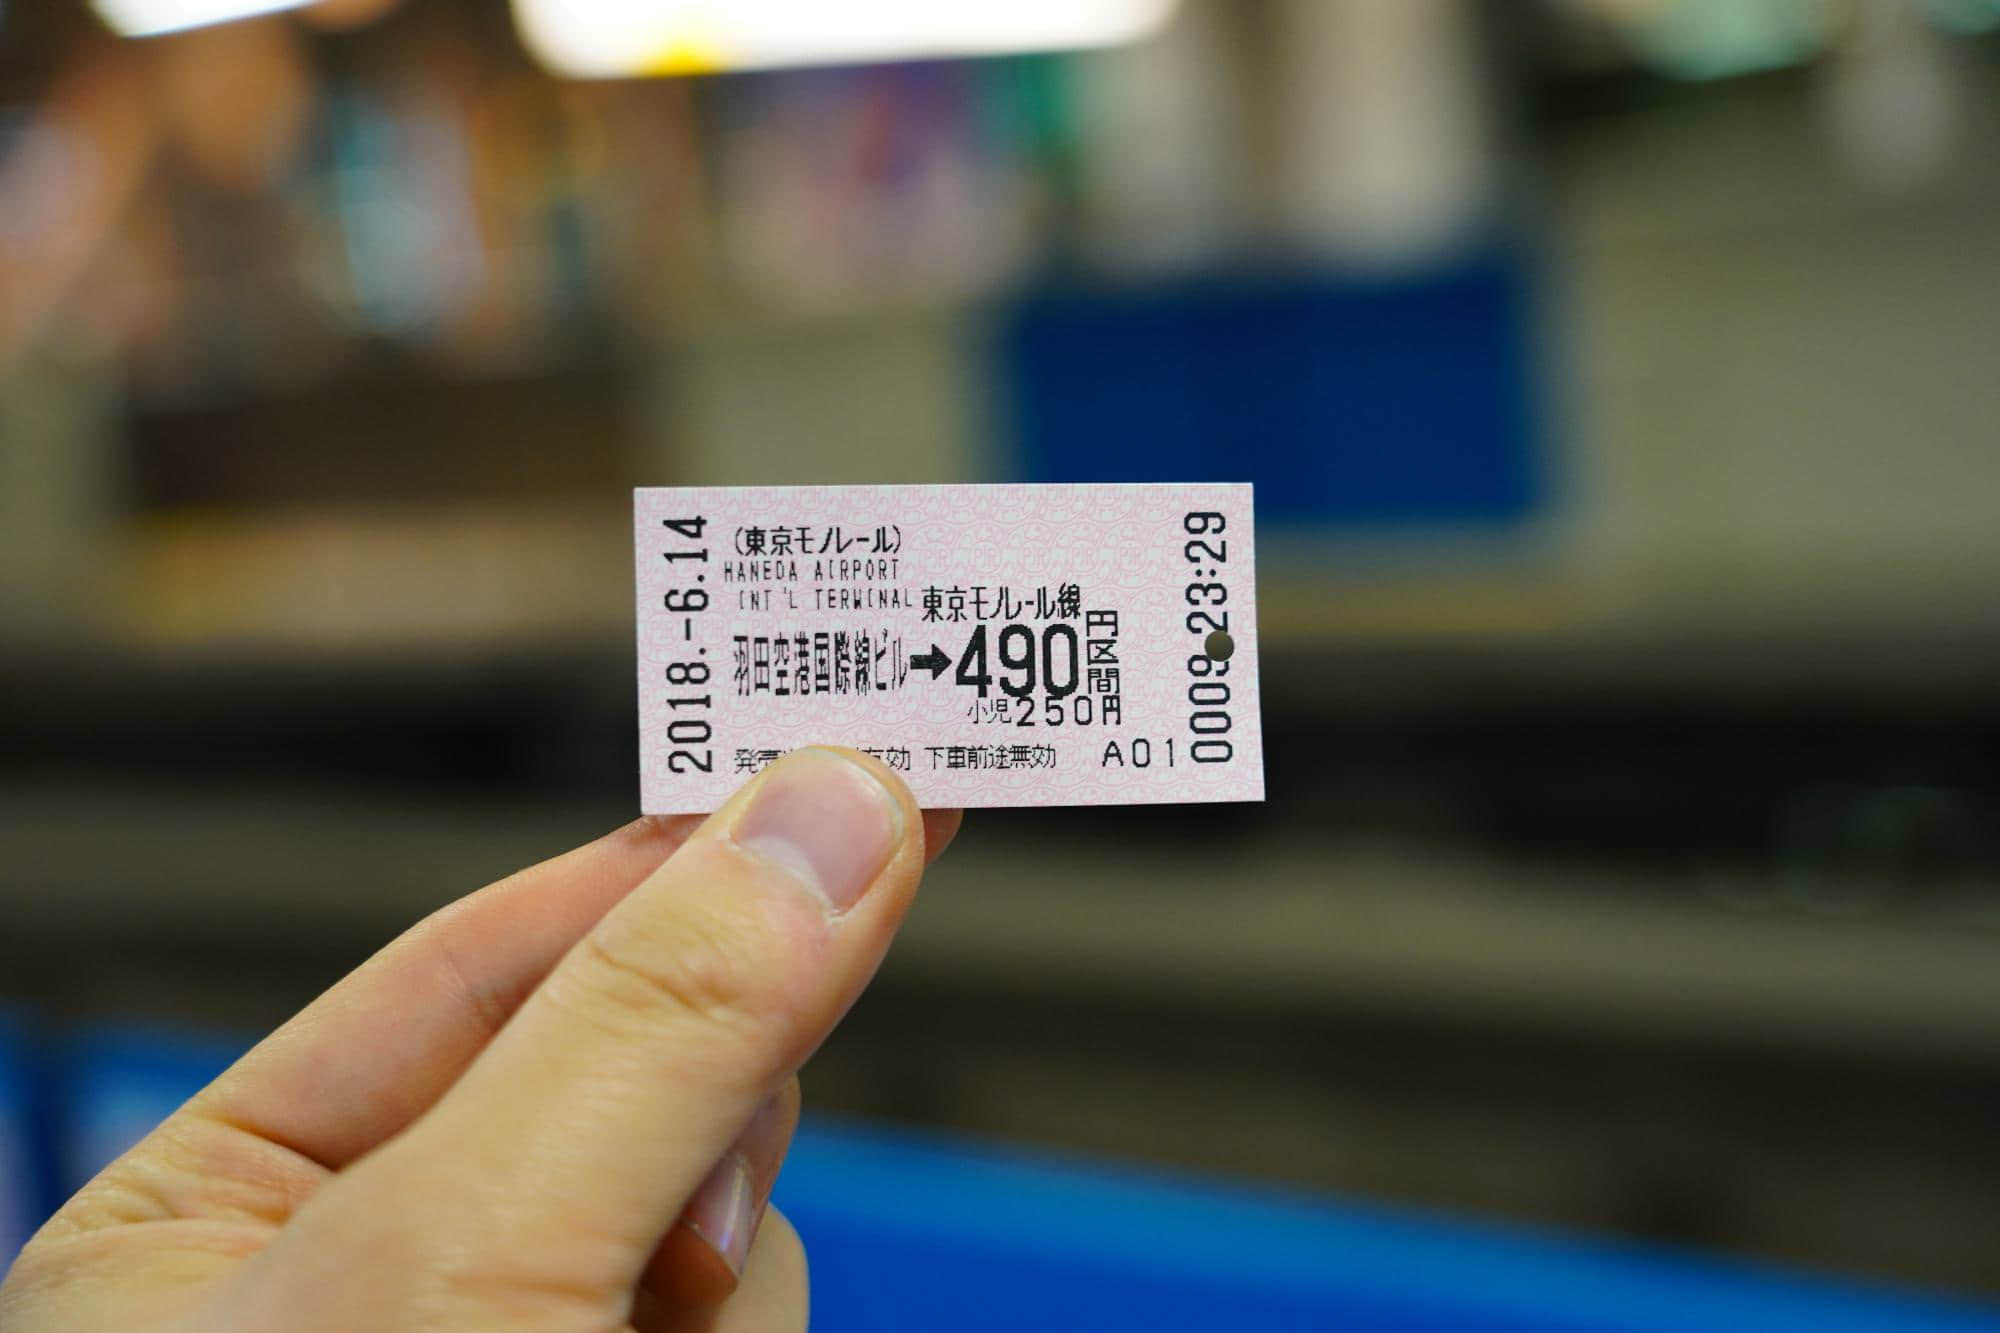 2018.-6.14
(東京モノレール)
HANEDA AIRPORT
INT'L TERMINAL
東京モノレール線
羽田空港国際線ビル➡490円区間
小児250円
発売 有効 下車前途無効 A01
0009 23:29